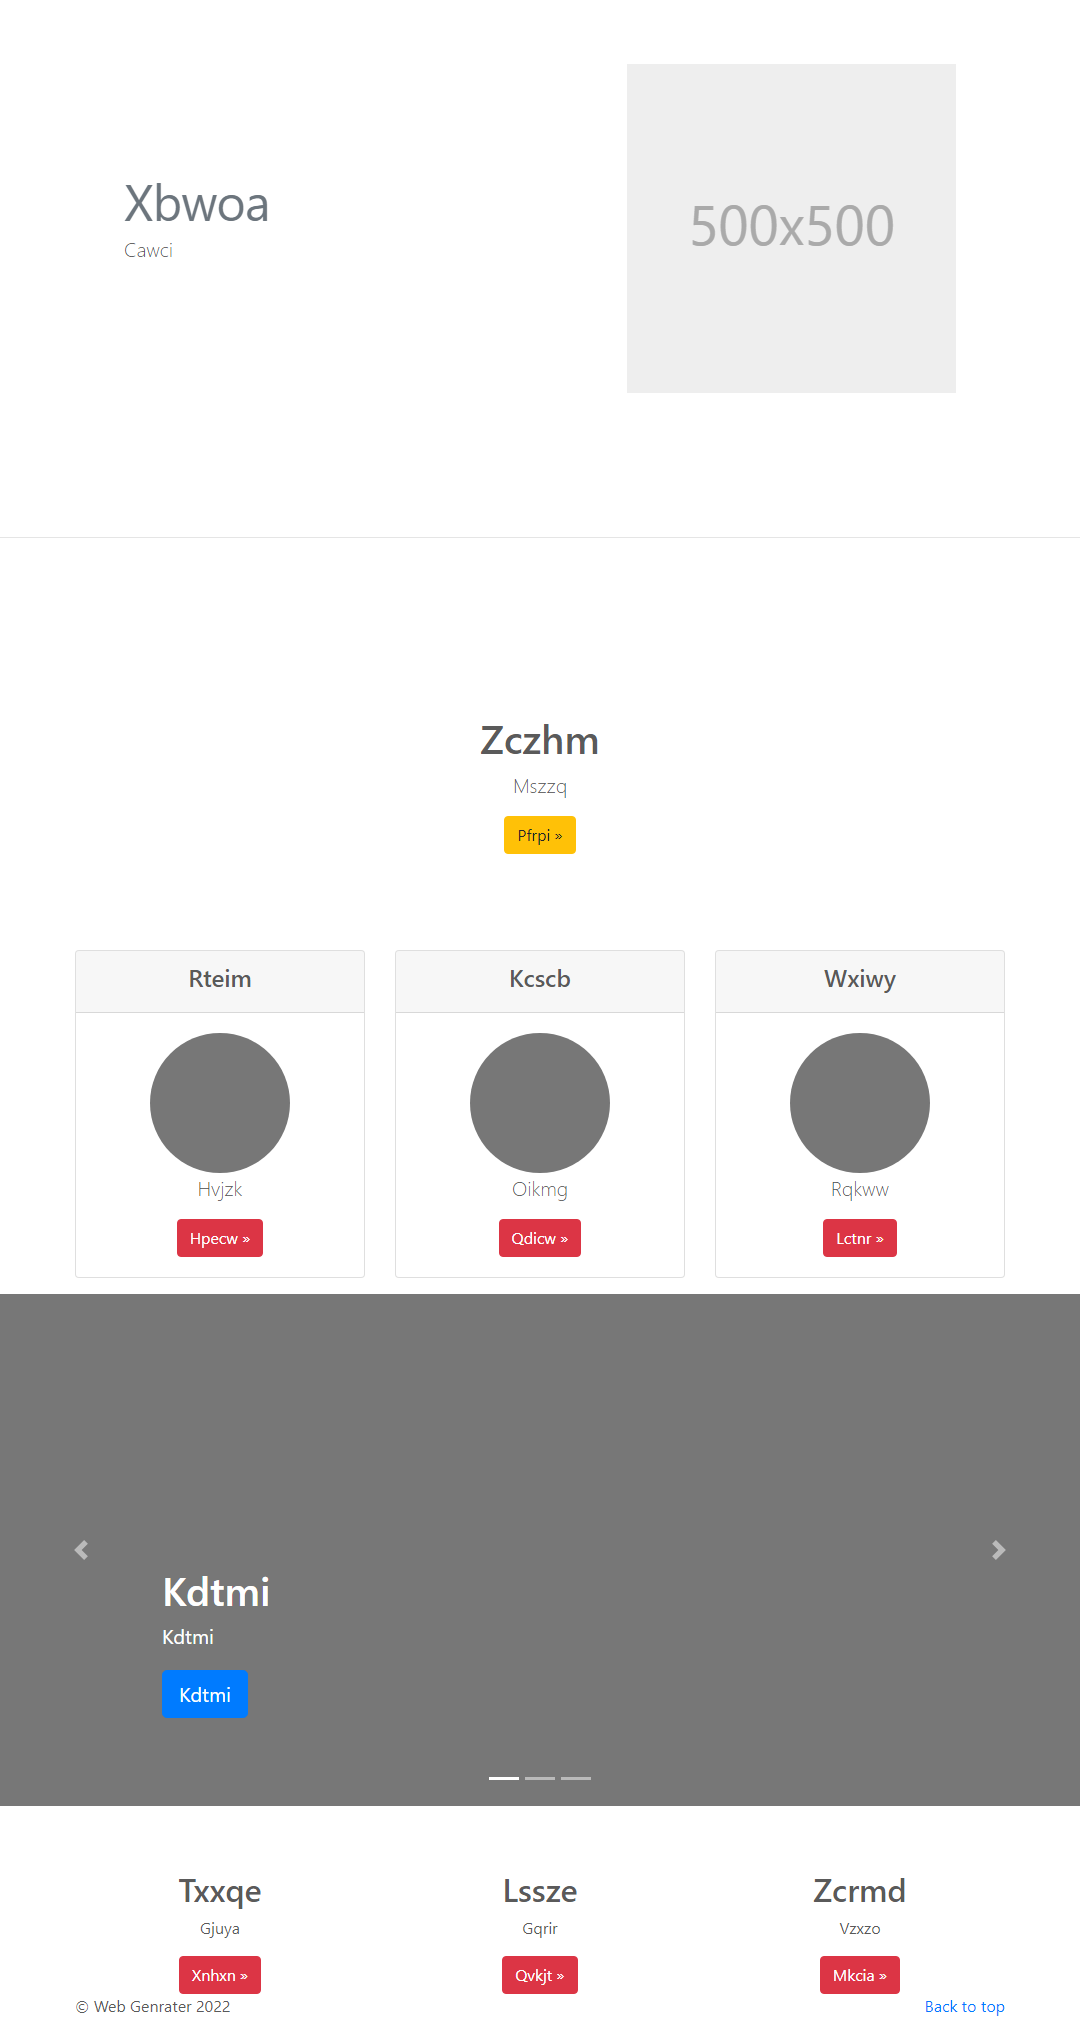 Xbwoa
Cawci
500x500
Zczhm
Mszzq
Pfrpi »
Rteim
Kcscb
Wxiwy
Hvjzk
Oikmg
Rqkww
Hpecw »
Qdicw »
Lctnr »
Kdtmi
Kdtmi
Kdtmi
Txxqe
Lssze
Zcrmd
Gjuya
Gqrir
Vzxzo
Xnhxn »
Qvkjt »
Mkcia »
© Web Genrater 2022
Back to top